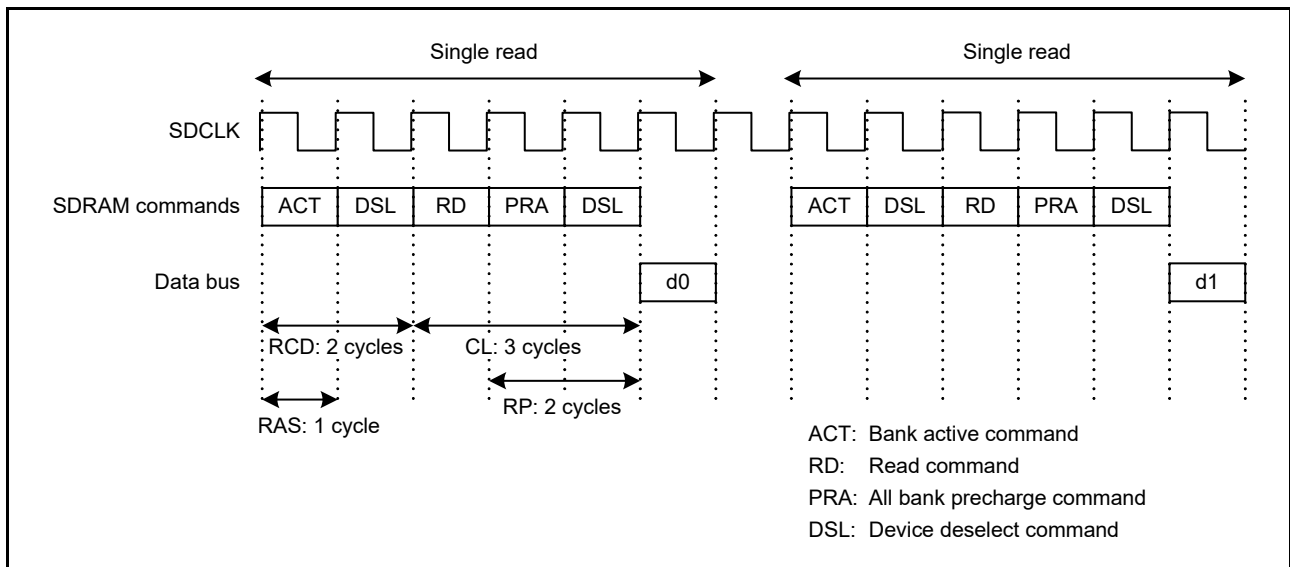 Single read Single read
SDCLK
SDRAM commands ACT DSL RD PRA DSL ACT DSL RD PRA DSL
Data bus d0 d1
RCD: 2 cycles CL: 3 cycles
RP: 2 cycles
RAS: 1 cycle
ACT: Bank active command
RD: Read command
PRA: All bank precharge command
DSL: Device deselect command